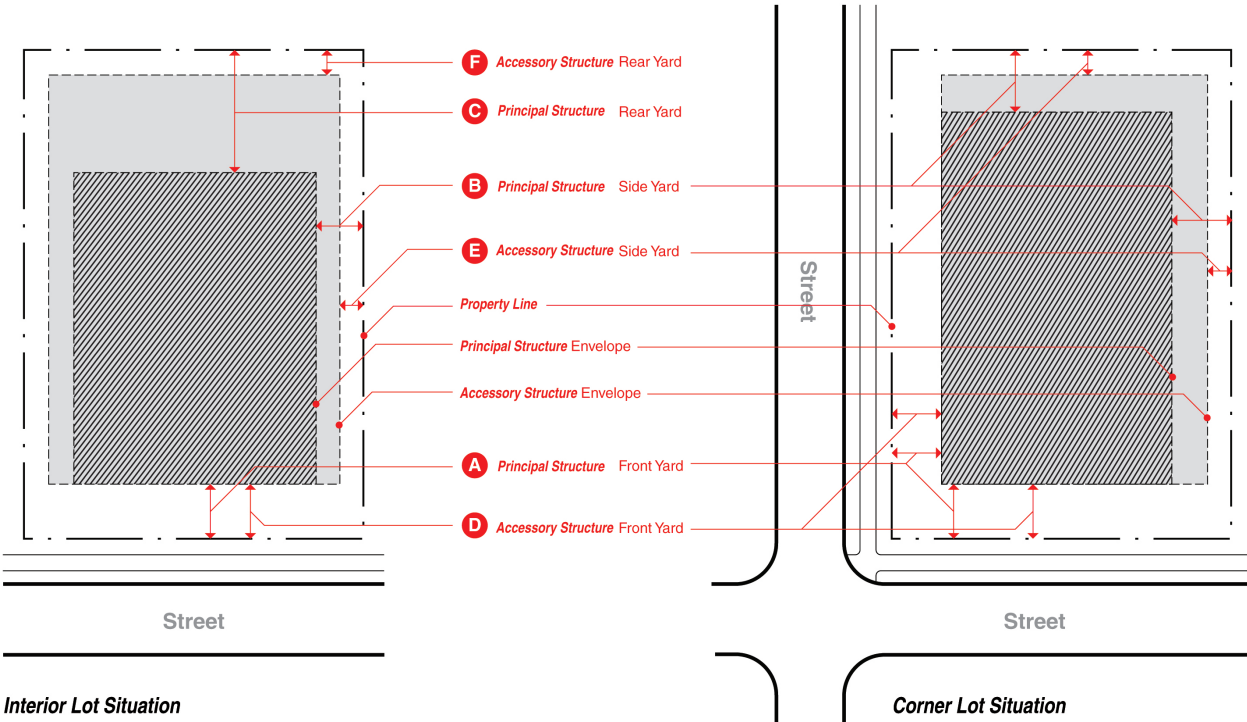 F Accessory Structure Rear Yard
C Principal Structure Rear Yard
B Principal Structure Side Yard
E Accessory Structure Side Yard
Street
Property Line
Principal Structure Envelope
Accessory Structure Envelope
A Principal Structure Front Yard
D Accessory Structure Front Yard
Street
Street
Interior Lot Situation
Corner Lot Situation